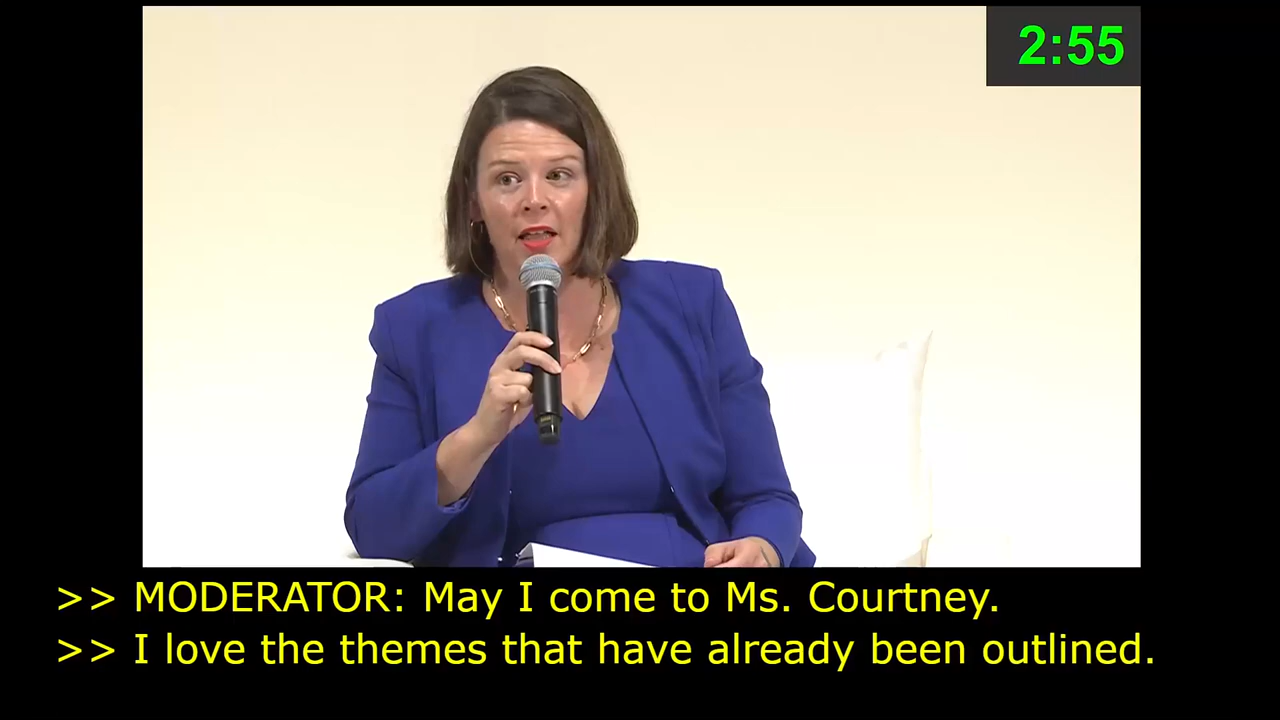 2:55
>> MODERATOR: May I come to Ms. Courtney.
>> I love the themes that have already been outlined.